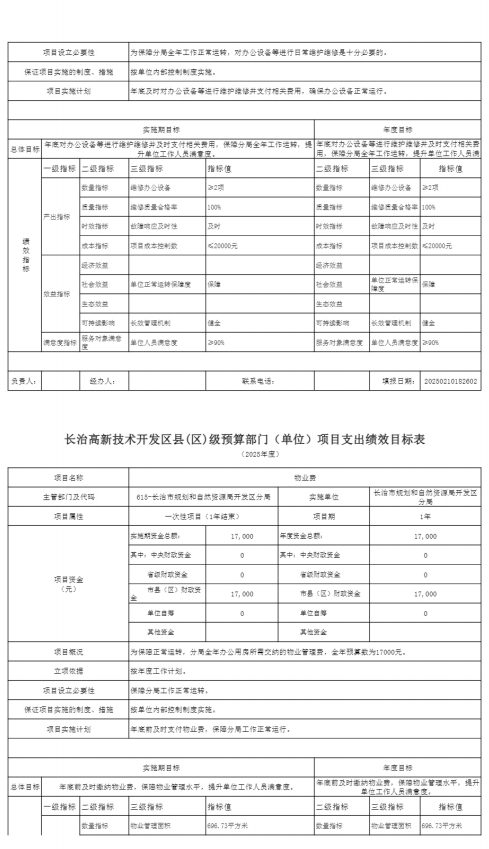 项目设立必要性 为保障分局全年工作正常运转，对办公设备等进行日常维护维修是十分必要的。
保证项目实施的制度、措施 按单位内部控制制度实施。
项目实施计划 年底及时对办公设备等进行维护维修并支付相关费用，确保办公设备正常运行。
实施期目标 年度目标
总体目标 年底对办公设备等进行维护维修并及时支付相关费用，保障分局全年工作运转，提升单位工作人员满意度。 年底对办公设备等进行维护维修并及时支付相关费用，保障分局全年工作运转，提升单位工作人员满
绩效指标 一级指标 二级指标 三级指标 指标值 二级指标 三级指标 指标值
产出指标 数量指标 维修办公设备 ≥2项 数量指标 维修办公设备 ≥2项
质量指标 维修质量合格率 100% 质量指标 维修质量合格率 100%
时效指标 故障响应及时性 及时 时效指标 故障响应及时性 及时
成本指标 项目成本控制数 ≤20000元 成本指标 项目成本控制数 ≤20000元
效益指标 经济效益 经济效益
社会效益 单位正常运转保障度 保障 社会效益 单位正常运转保障度 保障
生态效益 生态效益
可持续影响 长效管理机制 健全 可持续影响 长效管理机制 健全
满意度指标 服务对象满意度 单位人员满意度 ≥90% 服务对象满意度 单位人员满意度 ≥90%
负责人： 经办人： 联系电话： 填报日期： 20250210182602
长治高新技术开发区县(区)级预算部门（单位）项目支出绩效目标表
（2025年度）
项目名称 物业费
主管部门及代码 615-长治市规划和自然资源局开发区分局 实施单位 长治市规划和自然资源局开发区分局
项目属性 一次性项目（1年结束） 项目期 1年
项目资金（元） 实施期资金总额： 17,000 年度资金总额： 17,000
其中：中央财政资金 0 其中：中央财政资金 0
省级财政资金 0 省级财政资金 0
市县（区）财政资金 17,000 市县（区）财政资金 17,000
单位自筹 0 单位自筹 0
其他资金 其他资金
项目概况 为保障正常运转，分局全年办公用房所需交纳的物业管理费，全年预算数为17000元。
立项依据 按年度工作计划。
项目设立必要性 保障分局工作正常运转。
保证项目实施的制度、措施 按单位内部控制制度实施。
项目实施计划 年底前及时支付物业费，保障分局工作正常运行。
实施期目标 年度目标
总体目标 年底前及时缴纳物业费，保障物业管理水平，提升单位工作人员满意度。 年底前及时缴纳物业费，保障物业管理水平，提升单位工作人员满意度。
一级指标 二级指标 三级指标 指标值 二级指标 三级指标 指标值
数量指标 物业管理面积 696.73平方米 数量指标 物业管理面积 696.73平方米